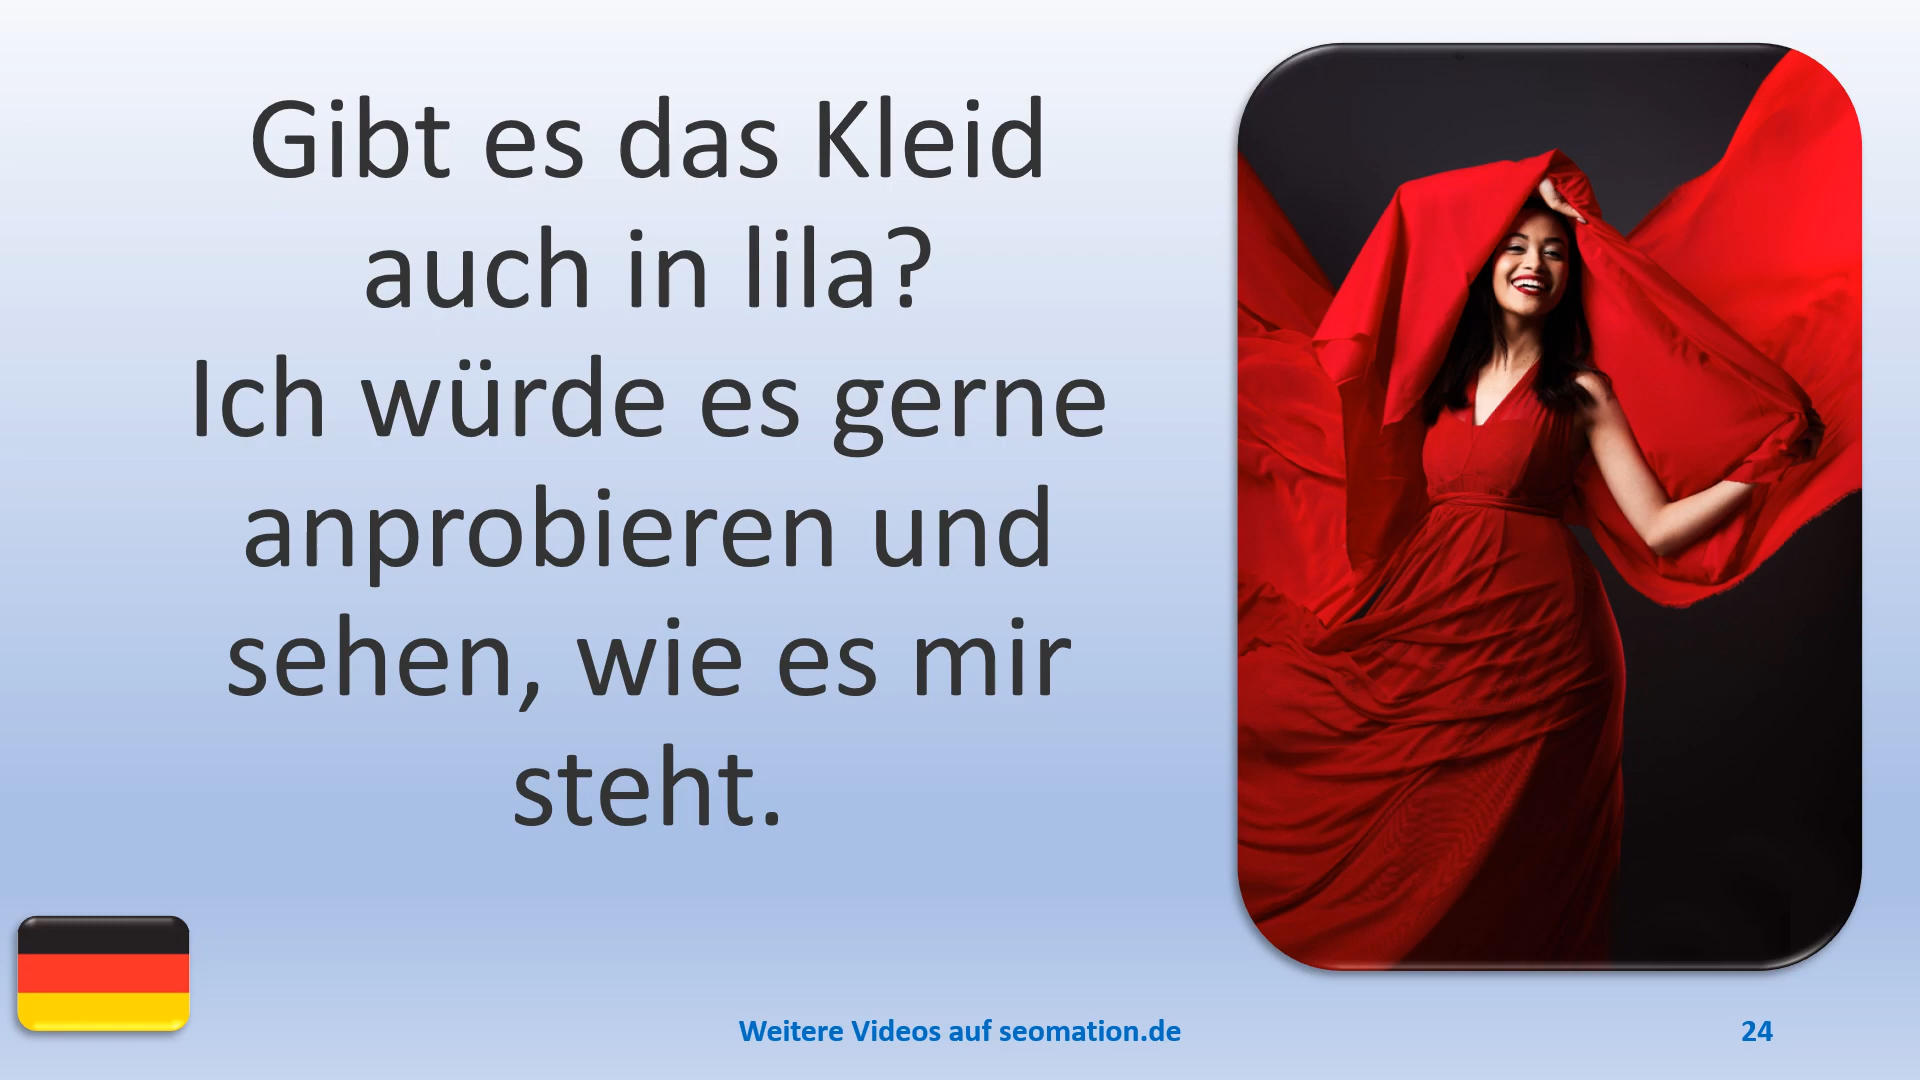 Gibt es das Kleid
auch in lila?
Ich würde es gerne
anprobieren und
sehen, wie es mir
steht.
Weitere Videos auf seomation.de
24